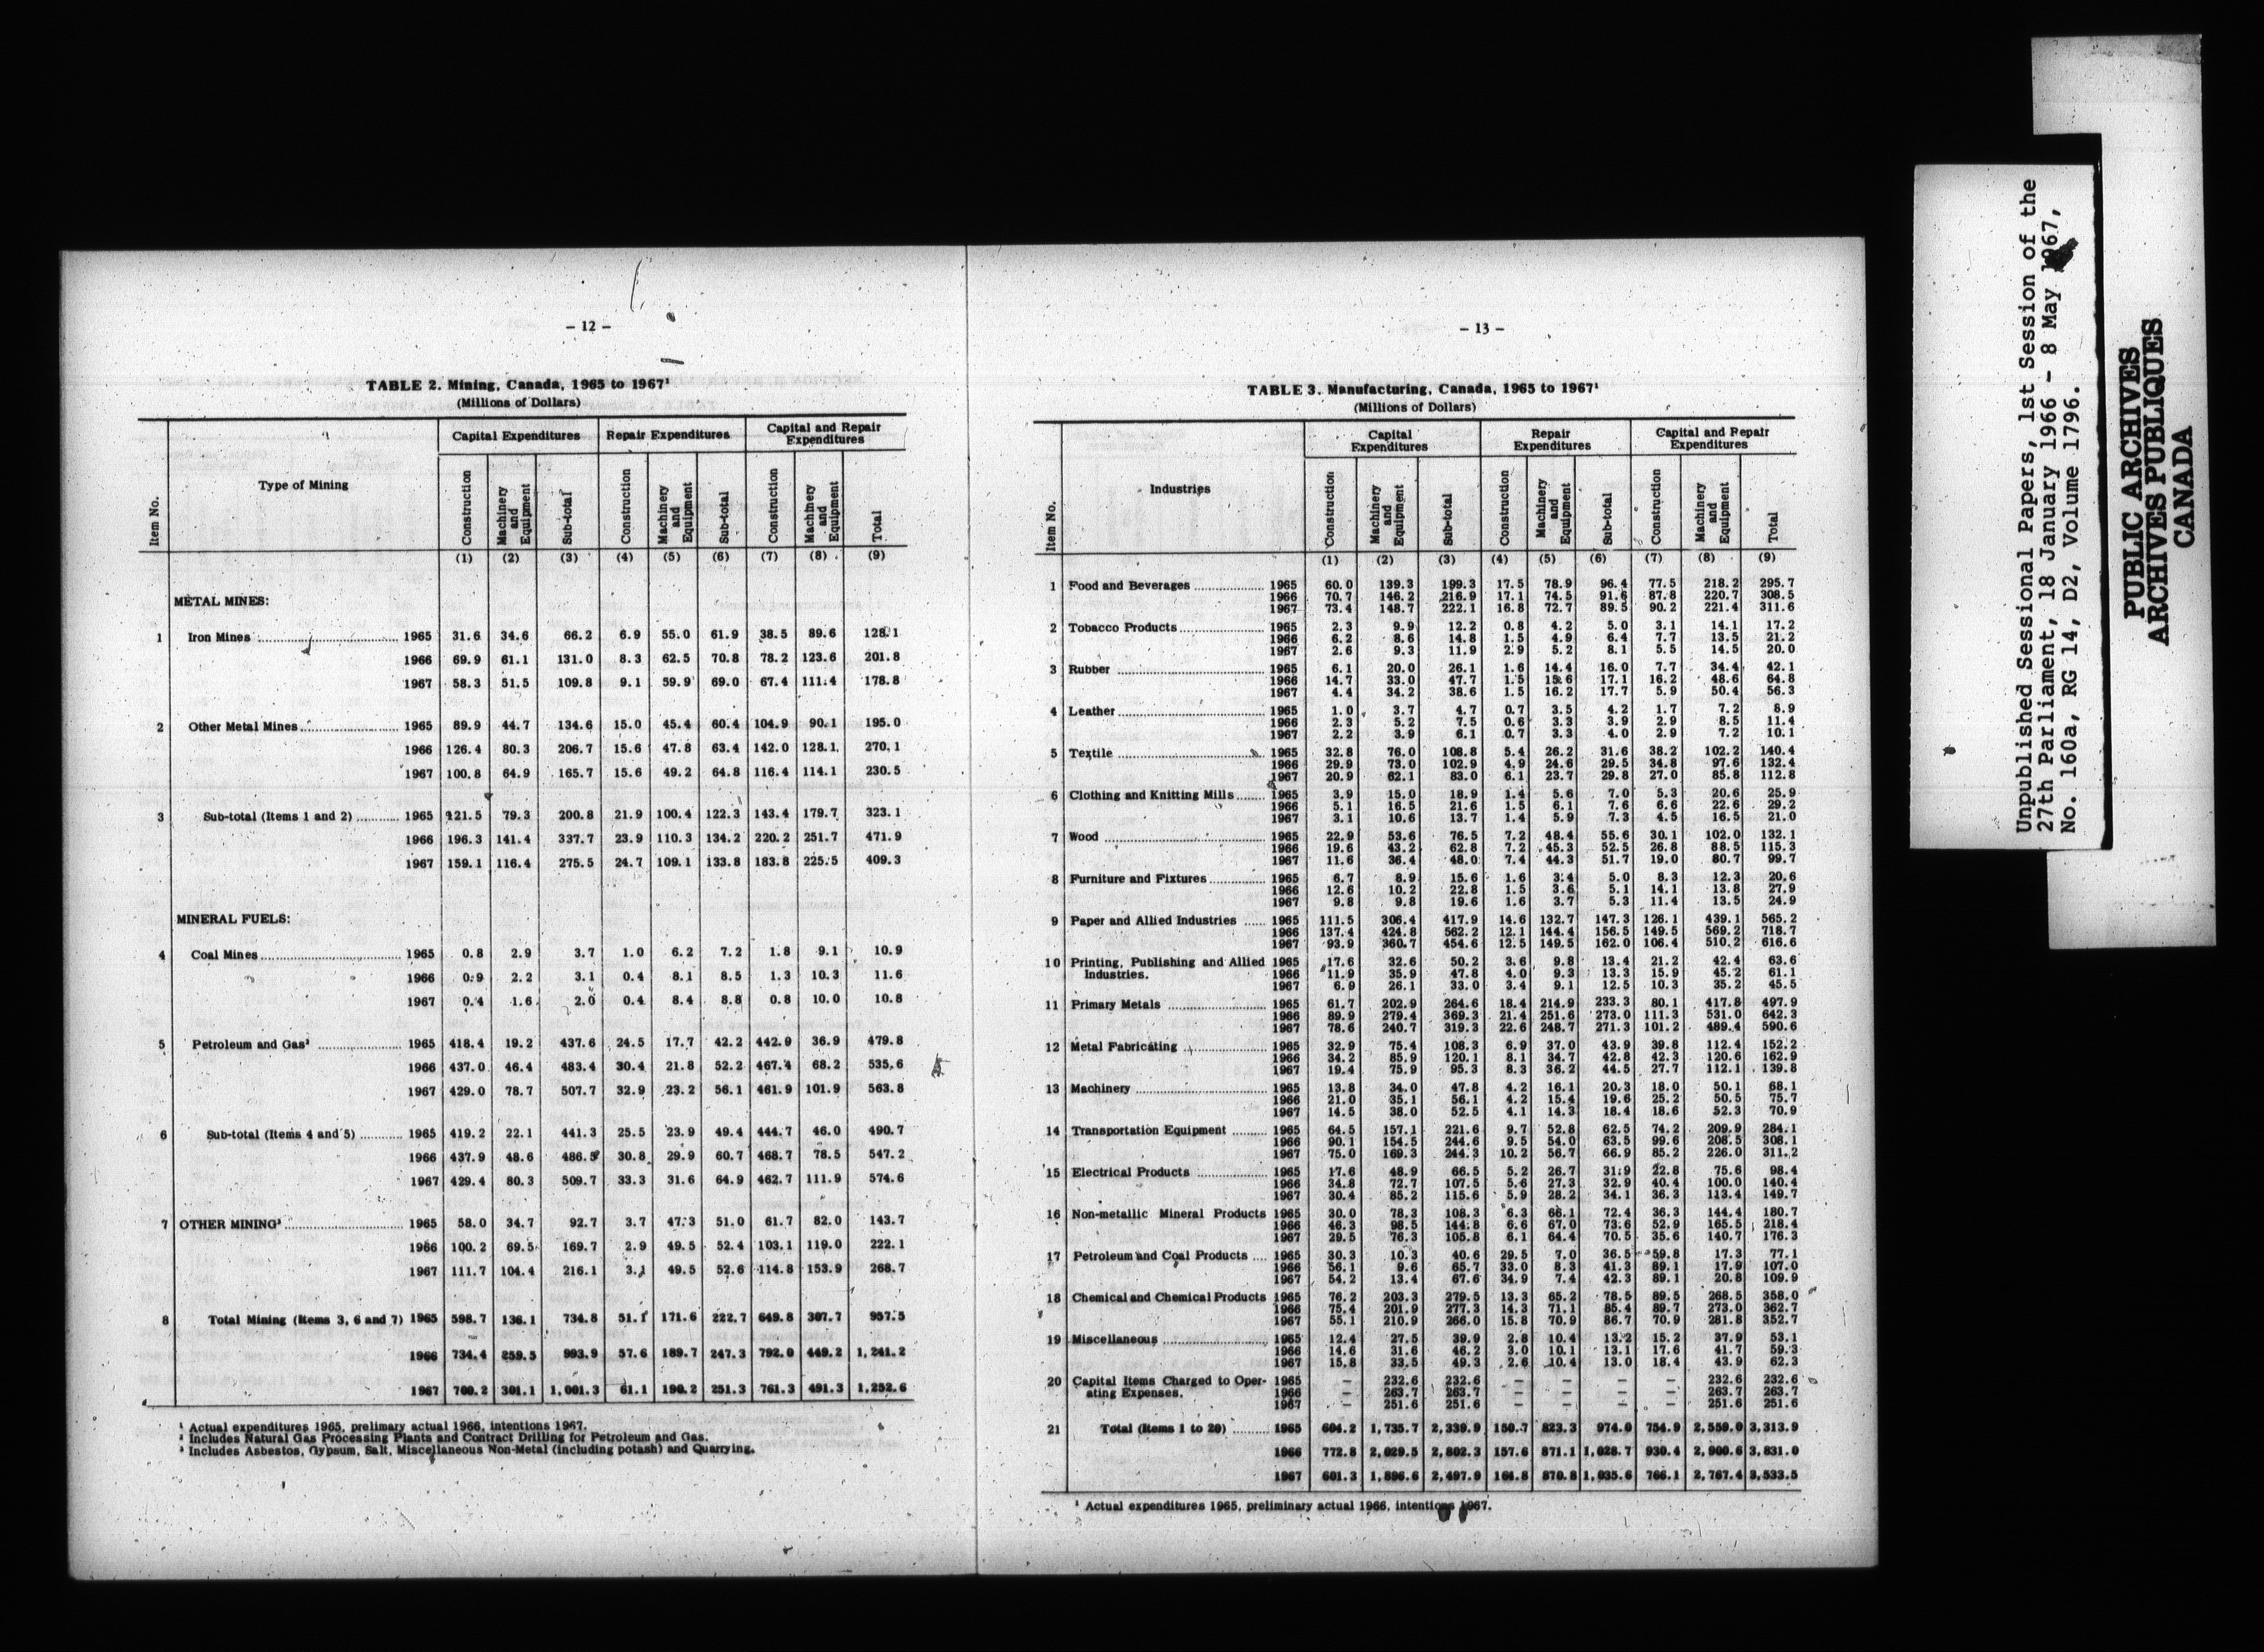 – 12 –
TABLE 2. Mining, Canada, 1965 to 1967¹
(Millions of Dollars)
Item No. Type of Mining Capital Expenditures Repair Expenditures Capital and Repair Expenditures
Construction Machinery and Equipment Sub-total Construction Machinery and Equipment Sub-total Construction Machinery and Equipment Total
(1) (2) (3) (4) (5) (6) (7) (8) (9)
METAL MINES:
1 Iron Mines 1965 31.6 34.6 66.2 6.9 55.0 61.9 38.5 89.6 128.1
1966 69.9 61.1 131.0 8.3 62.5 70.8 78.2 123.6 201.8
1967 58.3 51.5 109.8 9.1 59.9 69.0 67.4 111.4 178.8
2 Other Metal Mines 1965 89.9 44.7 134.6 15.0 45.4 60.4 104.9 90.1 195.0
1966 126.4 80.3 206.7 15.6 47.8 63.4 142.0 128.1 270.1
1967 100.8 64.9 165.7 15.6 49.2 64.8 116.4 114.1 230.5
3 Sub-total (Items 1 and 2) 1965 121.5 79.3 200.8 21.9 100.4 122.3 143.4 179.7 323.1
1966 196.3 141.4 337.7 23.9 110.3 134.2 220.2 251.7 471.9
1967 159.1 116.4 275.5 24.7 109.1 133.8 183.8 225.5 409.3
MINERAL FUELS:
4 Coal Mines 1965 0.8 2.9 3.7 1.0 6.2 7.2 1.8 9.1 10.9
1966 0.9 2.2 3.1 0.4 8.1 8.5 1.3 10.3 11.6
1967 0.4 1.6 2.0 0.4 8.4 8.8 0.8 10.0 10.8
5 Petroleum and Gas² 1965 418.4 19.2 437.6 24.5 17.7 42.2 442.9 36.9 479.8
1966 437.0 46.4 483.4 30.4 21.8 52.2 467.4 68.2 535.6
1967 429.0 78.7 507.7 32.9 23.2 56.1 461.9 101.9 563.8
6 Sub-total (Items 4 and 5) 1965 419.2 22.1 441.3 25.5 23.9 49.4 444.7 46.0 490.7
1966 437.9 48.6 486.5 30.8 29.9 60.7 468.7 78.5 547.2
1967 429.4 80.3 509.7 33.3 31.6 64.9 462.7 111.9 574.6
7 OTHER MINING³ 1965 58.0 34.7 92.7 3.7 47.3 51.0 61.7 82.0 143.7
1966 100.2 69.5 169.7 2.9 49.5 52.4 103.1 119.0 222.1
1967 111.7 104.4 216.1 3.1 49.5 52.6 114.8 153.9 268.7
8 Total Mining (Items 3, 6 and 7) 1965 598.7 136.1 734.8 51.1 171.6 222.7 649.8 307.7 957.5
1966 734.4 259.5 993.9 57.6 189.7 247.3 792.0 449.2 1,241.2
1967 700.2 301.1 1,001.3 61.1 190.2 251.3 761.3 491.3 1,252.6
¹ Actual expenditures 1965, prelimary actual 1966, intentions 1967.
² Includes Natural Gas Processing Plants and Contract Drilling for Petroleum and Gas.
³ Includes Asbestos, Gypsum, Salt, Miscellaneous Non-Metal (including potash) and Quarrying.
– 13 –
TABLE 3. Manufacturing, Canada, 1965 to 1967¹
(Millions of Dollars)
Item No. Industries Capital Expenditures Repair Expenditures Capital and Repair Expenditures
Construction Machinery and Equipment Sub-total Construction Machinery and Equipment Sub-total Construction Machinery and Equipment Total
(1) (2) (3) (4) (5) (6) (7) (8) (9)
1 Food and Beverages 1965 60.0 139.3 199.3 17.5 78.9 96.4 77.5 218.2 295.7
1966 70.7 146.2 216.9 17.1 74.5 91.6 87.8 220.7 308.5
1967 73.4 148.7 222.1 16.8 72.7 89.5 90.2 221.4 311.6
2 Tobacco Products 1965 2.3 9.9 12.2 0.8 4.2 5.0 3.1 14.1 17.2
1966 6.2 8.6 14.8 1.5 4.9 6.4 7.7 13.5 21.2
1967 2.6 9.3 11.9 2.9 5.2 8.1 5.5 14.5 20.0
3 Rubber 1965 6.1 20.0 26.1 1.6 14.4 16.0 7.7 34.4 42.1
1966 14.7 33.0 47.7 1.5 15.6 17.1 16.2 48.6 64.8
1967 4.4 34.2 38.6 1.5 16.2 17.7 5.9 50.4 56.3
4 Leather 1965 1.0 3.7 4.7 0.7 3.5 4.2 1.7 7.2 8.9
1966 2.3 5.2 7.5 0.6 3.3 3.9 2.9 8.5 11.4
1967 2.2 3.9 6.1 0.7 3.3 4.0 2.9 7.2 10.1
5 Textile 1965 32.8 76.0 108.8 5.4 26.2 31.6 38.2 102.2 140.4
1966 29.9 73.0 102.9 4.9 24.6 29.5 34.8 97.6 132.4
1967 20.9 62.1 83.0 6.1 23.7 29.8 27.0 85.8 112.8
6 Clothing and Knitting Mills 1965 3.9 15.0 18.9 1.4 5.6 7.0 5.3 20.6 25.9
1966 5.1 16.5 21.6 1.5 6.1 7.6 6.6 22.6 29.2
1967 3.1 10.6 13.7 1.4 5.9 7.3 4.5 16.5 21.0
7 Wood 1965 22.9 53.6 76.5 7.2 48.4 55.6 30.1 102.0 132.1
1966 19.6 43.2 62.8 7.2 45.3 52.5 26.8 88.5 115.3
1967 11.6 36.4 48.0 7.4 44.3 51.7 19.0 80.7 99.7
8 Furniture and Fixtures 1965 6.7 8.9 15.6 1.6 3.4 5.0 8.3 12.3 20.6
1966 12.6 10.2 22.8 1.5 3.6 5.1 14.1 13.8 27.9
1967 9.8 9.8 19.6 1.6 3.7 5.3 11.4 13.5 24.9
9 Paper and Allied Industries 1965 111.5 306.4 417.9 14.6 132.7 147.3 126.1 439.1 565.2
1966 137.4 424.8 562.2 12.1 144.4 156.5 149.5 569.2 718.7
1967 93.9 360.7 454.6 12.5 149.5 162.0 106.4 510.2 616.6
10 Printing, Publishing and Allied 1965 17.6 32.6 50.2 3.6 9.8 13.4 21.2 42.4 63.6
Industries. 1966 11.9 35.9 47.8 4.0 9.3 13.3 15.9 45.2 61.1
1967 6.9 26.1 33.0 3.4 9.1 12.5 10.3 35.2 45.5
11 Primary Metals 1965 61.7 202.9 264.6 18.4 214.9 233.3 80.1 417.8 497.9
1966 89.9 279.4 369.3 21.4 251.6 273.0 111.3 531.0 642.3
1967 78.6 240.7 319.3 22.6 248.7 271.3 101.2 489.4 590.6
12 Metal Fabricating 1965 32.9 75.4 108.3 6.9 37.0 43.9 39.8 112.4 152.2
1966 34.2 85.9 120.1 8.1 34.7 42.8 42.3 120.6 162.9
1967 19.4 75.9 95.3 8.3 36.2 44.5 27.7 112.1 139.8
13 Machinery 1965 13.8 34.0 47.8 4.2 16.1 20.3 18.0 50.1 68.1
1966 21.0 35.1 56.1 4.2 15.4 19.6 25.2 50.5 75.7
1967 14.5 38.0 52.5 4.1 14.3 18.4 18.6 52.3 70.9
14 Transportation Equipment 1965 64.5 157.1 221.6 9.7 52.8 62.5 74.2 209.9 284.1
1966 90.1 154.5 244.6 9.5 54.0 63.5 99.6 208.5 308.1
1967 75.0 169.3 244.3 10.2 56.7 66.9 85.2 226.0 311.2
15 Electrical Products 1965 17.6 48.9 66.5 5.2 26.7 31.9 22.8 75.6 98.4
1966 34.8 72.7 107.5 5.6 27.3 32.9 40.4 100.0 140.4
1967 30.4 85.2 115.6 5.9 28.2 34.1 36.3 113.4 149.7
16 Non-metallic Mineral Products 1965 30.0 78.3 108.3 6.3 66.1 72.4 36.3 144.4 180.7
1966 46.3 98.5 144.8 6.6 67.0 73.6 52.9 165.5 218.4
1967 29.5 76.3 105.8 6.1 64.4 70.5 35.6 140.7 176.3
17 Petroleum and Coal Products 1965 30.3 10.3 40.6 29.5 7.0 36.5 59.8 17.3 77.1
1966 56.1 9.6 65.7 33.0 8.3 41.3 89.1 17.9 107.0
1967 54.2 13.4 67.6 34.9 7.4 42.3 89.1 20.8 109.9
18 Chemical and Chemical Products 1965 76.2 203.3 279.5 13.3 65.2 78.5 89.5 268.5 358.0
1966 75.4 201.9 277.3 14.3 71.1 85.4 89.7 273.0 362.7
1967 55.1 210.9 266.0 15.8 70.9 86.7 70.9 281.8 352.7
19 Miscellaneous 1965 12.4 27.5 39.9 2.8 10.4 13.2 15.2 37.9 53.1
1966 14.6 31.6 46.2 3.0 10.1 13.1 17.6 41.7 59.3
1967 15.8 33.5 49.3 2.6 10.4 13.0 18.4 43.9 62.3
20 Capital Items Charged to Oper- 1965 – 232.6 232.6 – – – – 232.6 232.6
ating Expenses. 1966 – 263.7 263.7 – – – – 263.7 263.7
1967 – 251.6 251.6 – – – – 251.6 251.6
21 Total (Items 1 to 20) 1965 604.2 1,735.7 2,339.9 150.7 823.3 974.0 754.9 2,559.0 3,313.9
1966 772.8 2,029.5 2,802.3 157.6 871.1 1,028.7 930.4 2,900.6 3,831.0
1967 601.3 1,896.6 2,497.9 164.8 870.8 1,035.6 766.1 2,767.4 3,533.5
¹ Actual expenditures 1965, preliminary actual 1966, intentions 1967.
Unpublished Sessional Papers, 1st Session of the
27th Parliament, 18 January 1966 – 8 May 1967,
No. 160a, RG 14, D2, Volume 1796.
PUBLIC ARCHIVES
ARCHIVES PUBLIQUES
CANADA